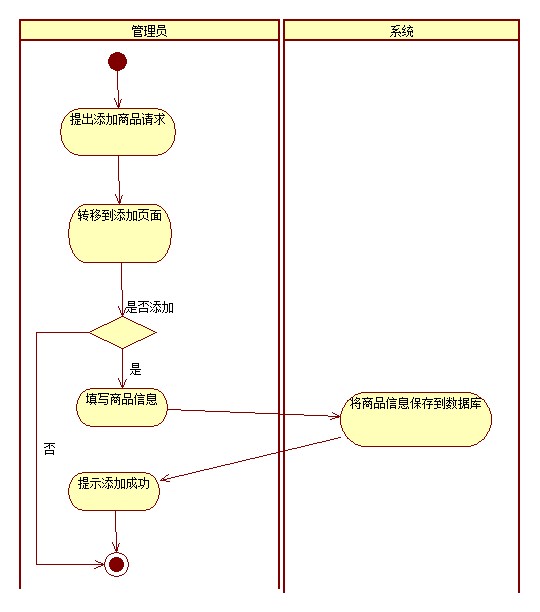 管理员
系统
提出添加商品请求
转移到添加页面
是否添加
是
填写商品信息
将商品信息保存到数据库
否
提示添加成功